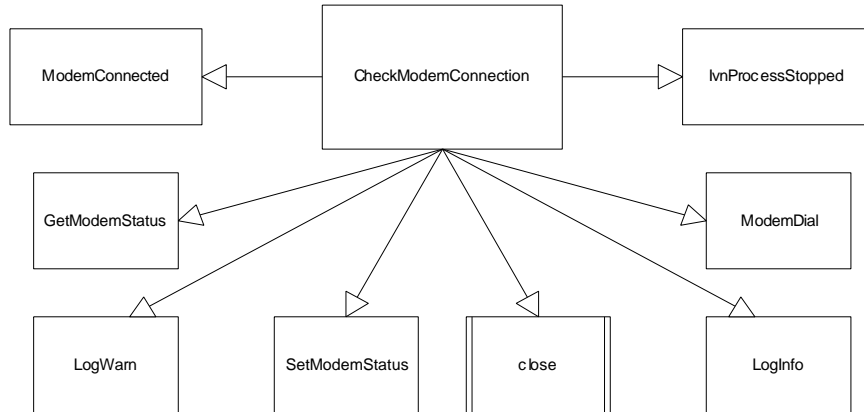 ModemConnected
CheckModemConnection
IvnProcessStopped
GetModemStatus
ModemDial
LogWarn
SetModemStatus
close
LogInfo